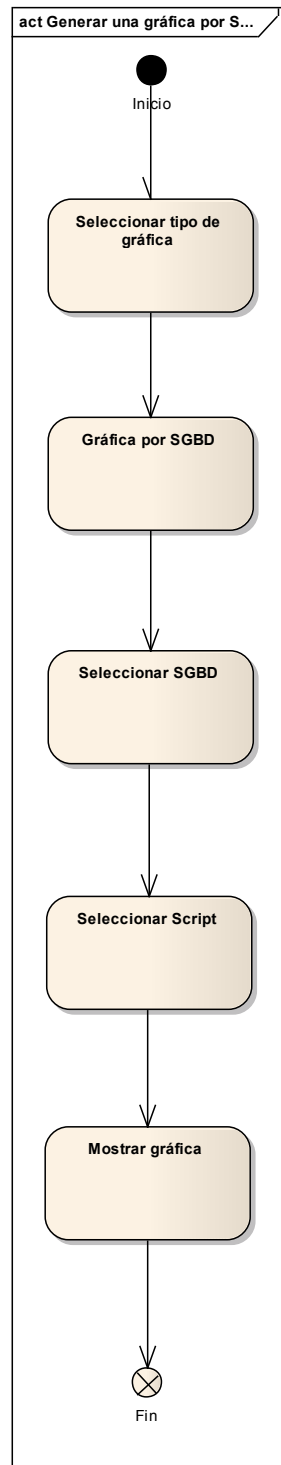 act Generar una gráfica por S...
Inicio
Seleccionar tipo de
gráfica
Gráfica por SGBD
Seleccionar SGBD
Seleccionar Script
Mostrar gráfica
Fin